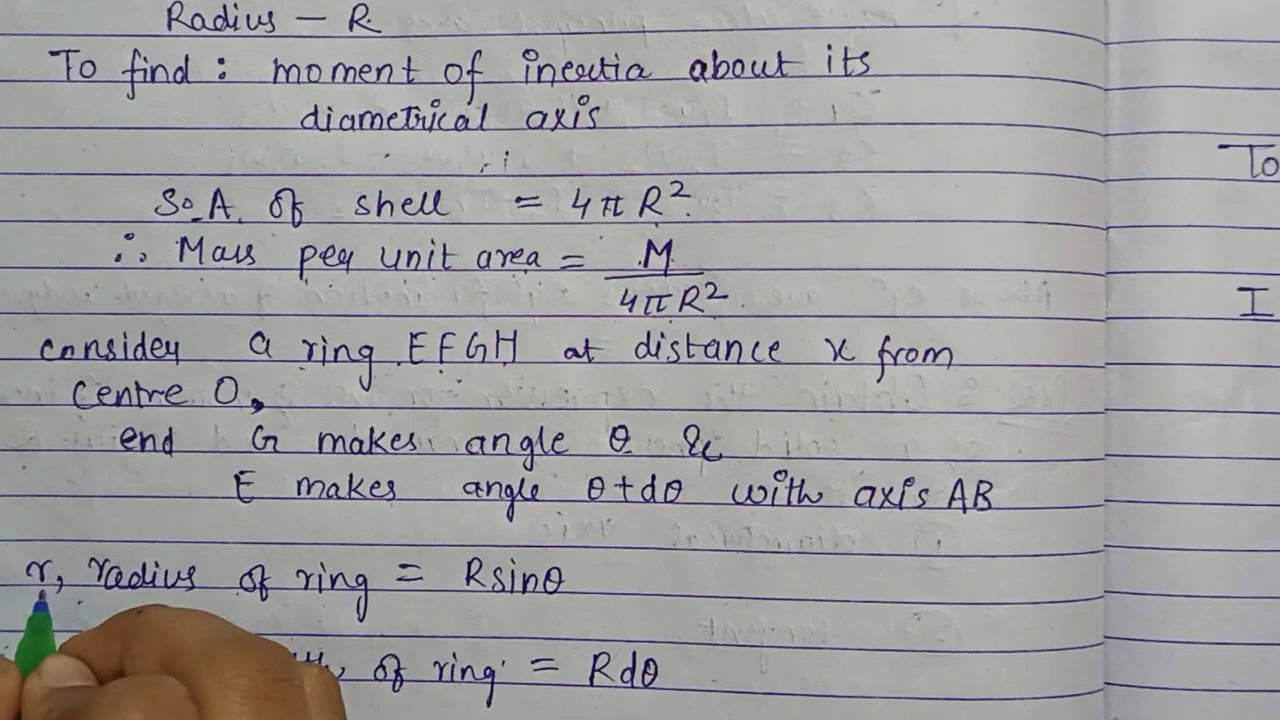 Radius - R
To find : moment of inertia about its
diametrical axis
S.A. of shell = 4πR²
∴ Mass per unit area = M
4πR²
consider a ring EFGH at distance x from
centre O,
end G makes angle θ &
E makes angle θ+dθ with axis AB
r, radius of ring = Rsinθ
of ring = Rdθ
To
I